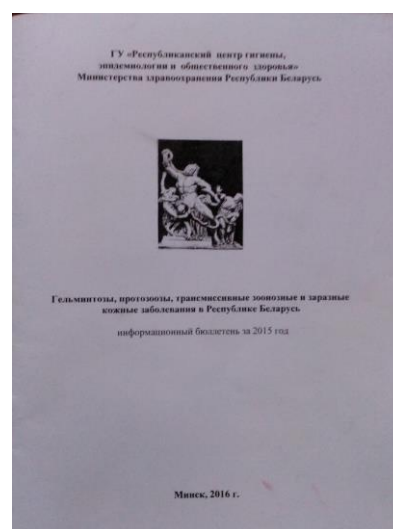 ГУ «Республиканский центр гигиены,
эпидемиологии и общественного здоровья»
Министерства здравоохранения Республики Беларусь
Гельминтозы, протозоозы, трансмиссивные зоонозные и заразные
кожные заболевания в Республике Беларусь
информационный бюллетень за 2015 год
Минск, 2016 г.